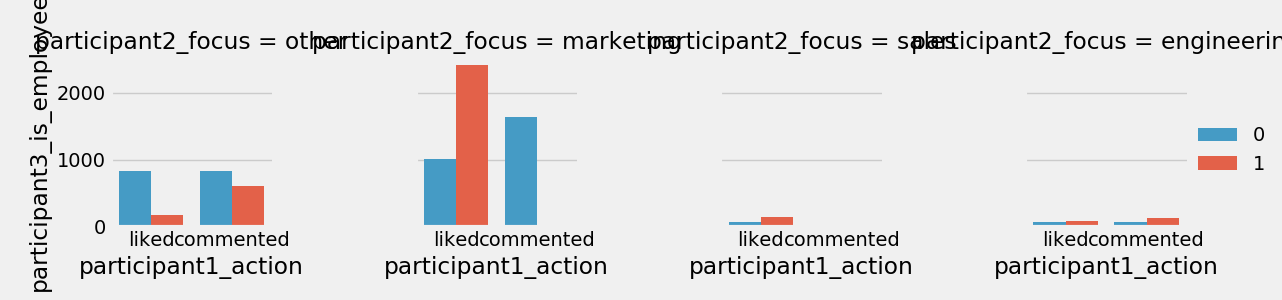 participant2_focus = other
participant2_focus = marketing
participant2_focus = sales
participant2_focus = engineerin
participant3_is_employee
2000
1000
0
liked commented
liked commented
liked commented
liked commented
participant1_action
participant1_action
participant1_action
participant1_action
0
1